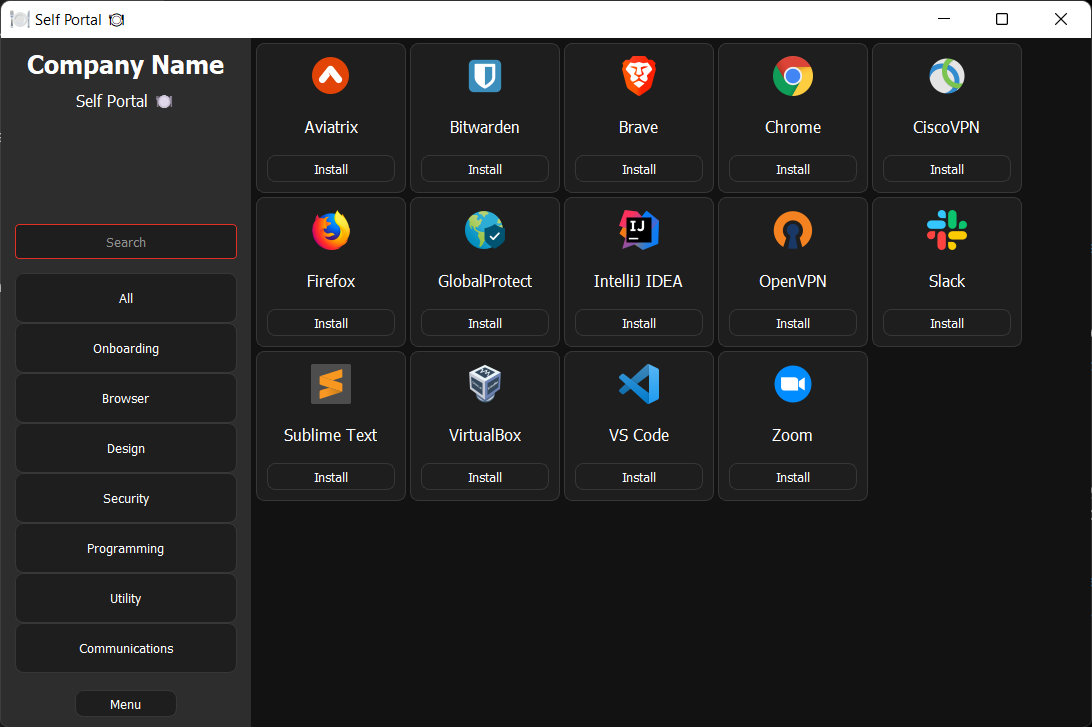 Self Portal
Company Name
Self Portal
Search
All
Onboarding
Browser
Design
Security
Programming
Utility
Communications
Menu
Aviatrix Bitwarden Brave Chrome CiscoVPN
Install Install Install Install Install
IJ
Firefox GlobalProtect IntelliJ IDEA OpenVPN Slack
Install Install Install Install Install
Sublime Text VirtualBox VS Code Zoom
Install Install Install Install